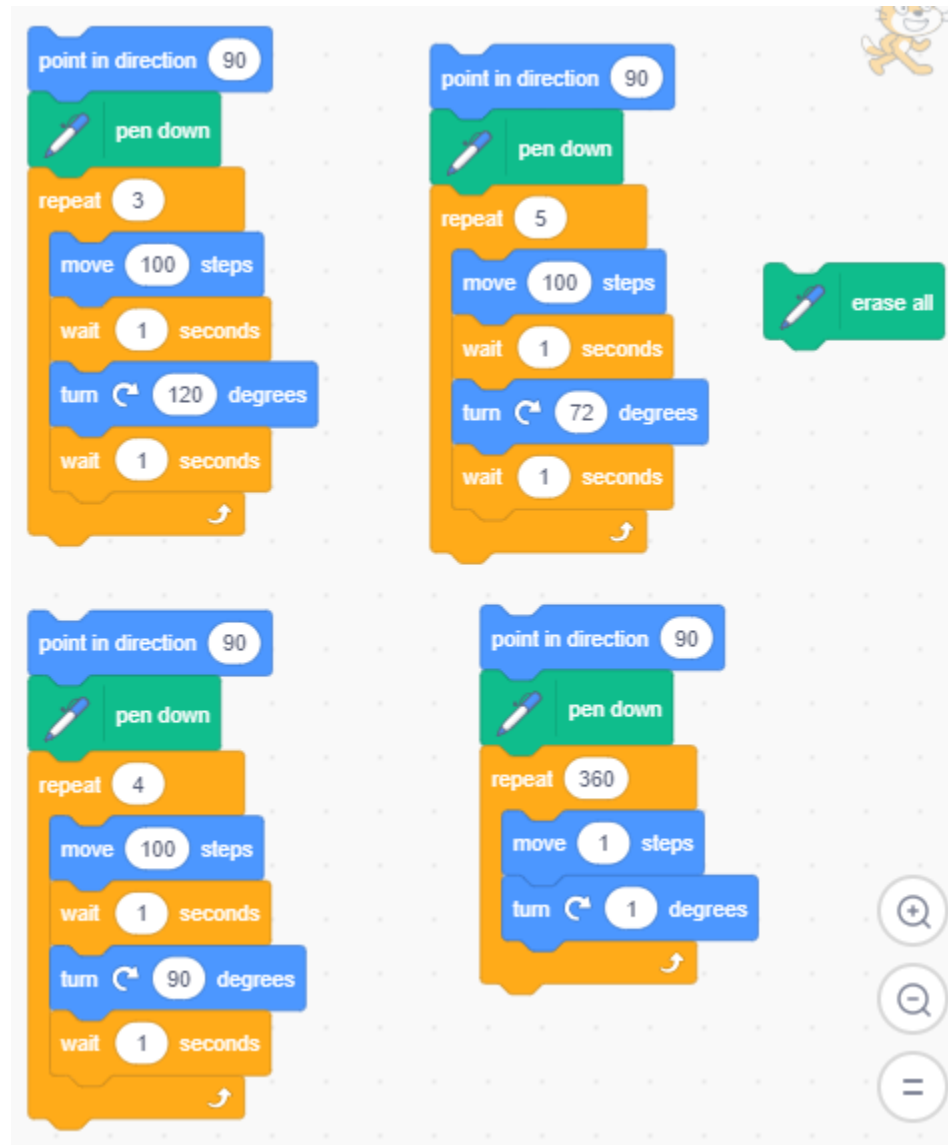 point in direction 90
pen down
repeat 3
move 100 steps
wait 1 seconds
turn 120 degrees
wait 1 seconds
point in direction 90
pen down
repeat 5
move 100 steps
wait 1 seconds
turn 72 degrees
wait 1 seconds
erase all
point in direction 90
pen down
repeat 4
move 100 steps
wait 1 seconds
turn 90 degrees
wait 1 seconds
point in direction 90
pen down
repeat 360
move 1 steps
turn 1 degrees